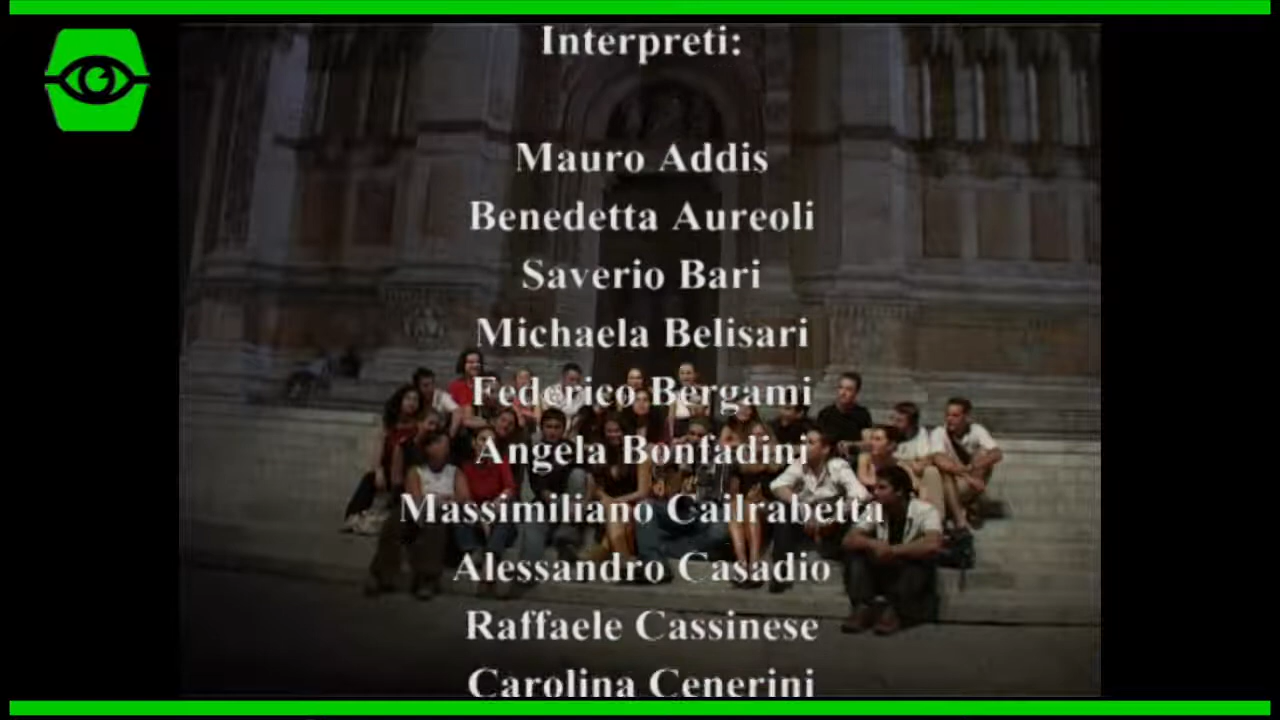 Interpreti:
Mauro Addis
Benedetta Aureoli
Saverio Bari
Michaela Belisari
Federico Bergami
Angela Bonfadini
Massimiliano Cailrabetta
Alessandro Casadio
Raffaele Cassinese
Carolina Cenerini